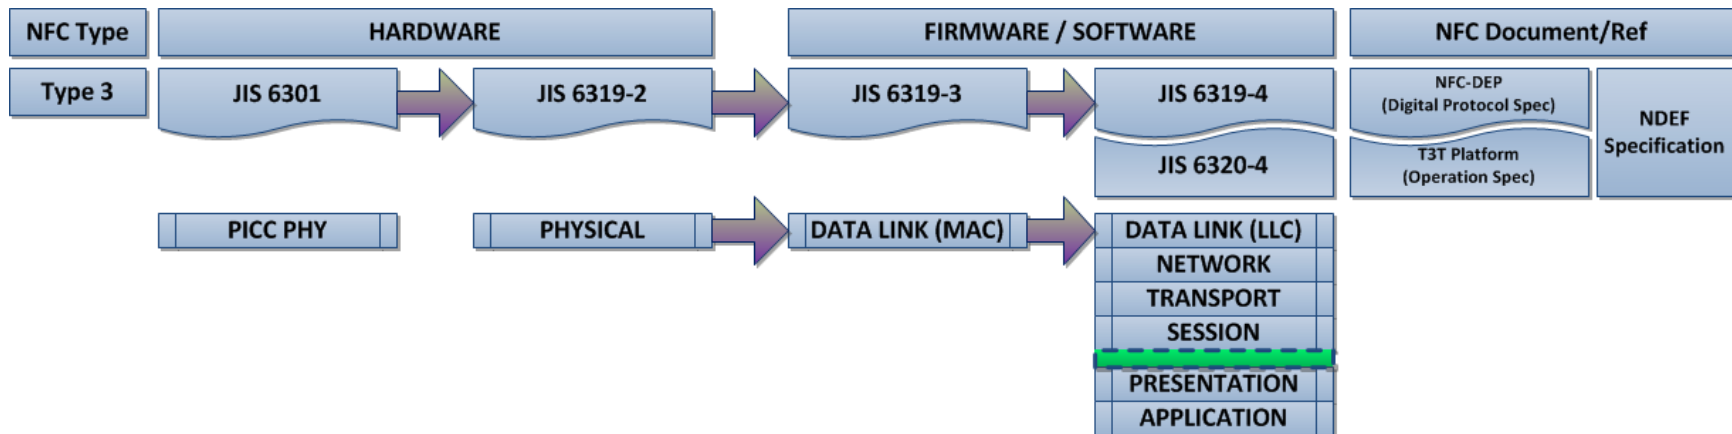 NFC Type
HARDWARE
FIRMWARE / SOFTWARE
NFC Document/Ref
Type 3
JIS 6301
JIS 6319-2
JIS 6319-3
JIS 6319-4
NFC-DEP
(Digital Protocol Spec)
NDEF
Specification
JIS 6320-4
T3T Platform
(Operation Spec)
PICC PHY
PHYSICAL
DATA LINK (MAC)
DATA LINK (LLC)
NETWORK
TRANSPORT
SESSION
PRESENTATION
APPLICATION